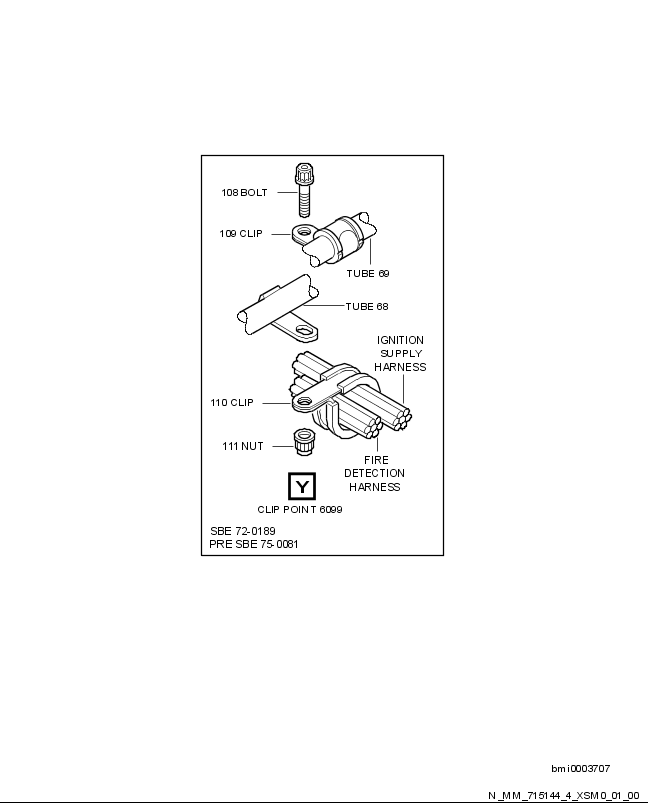 108 BOLT
109 CLIP
TUBE 69
TUBE 68
IGNITION
SUPPLY
HARNESS
110 CLIP
111 NUT
FIRE
DETECTION
HARNESS
Y
CLIP POINT 6099
SBE 72-0189
PRE SBE 75-0081
bmi0003707
N_MM_715144_4_XSM0_01_00